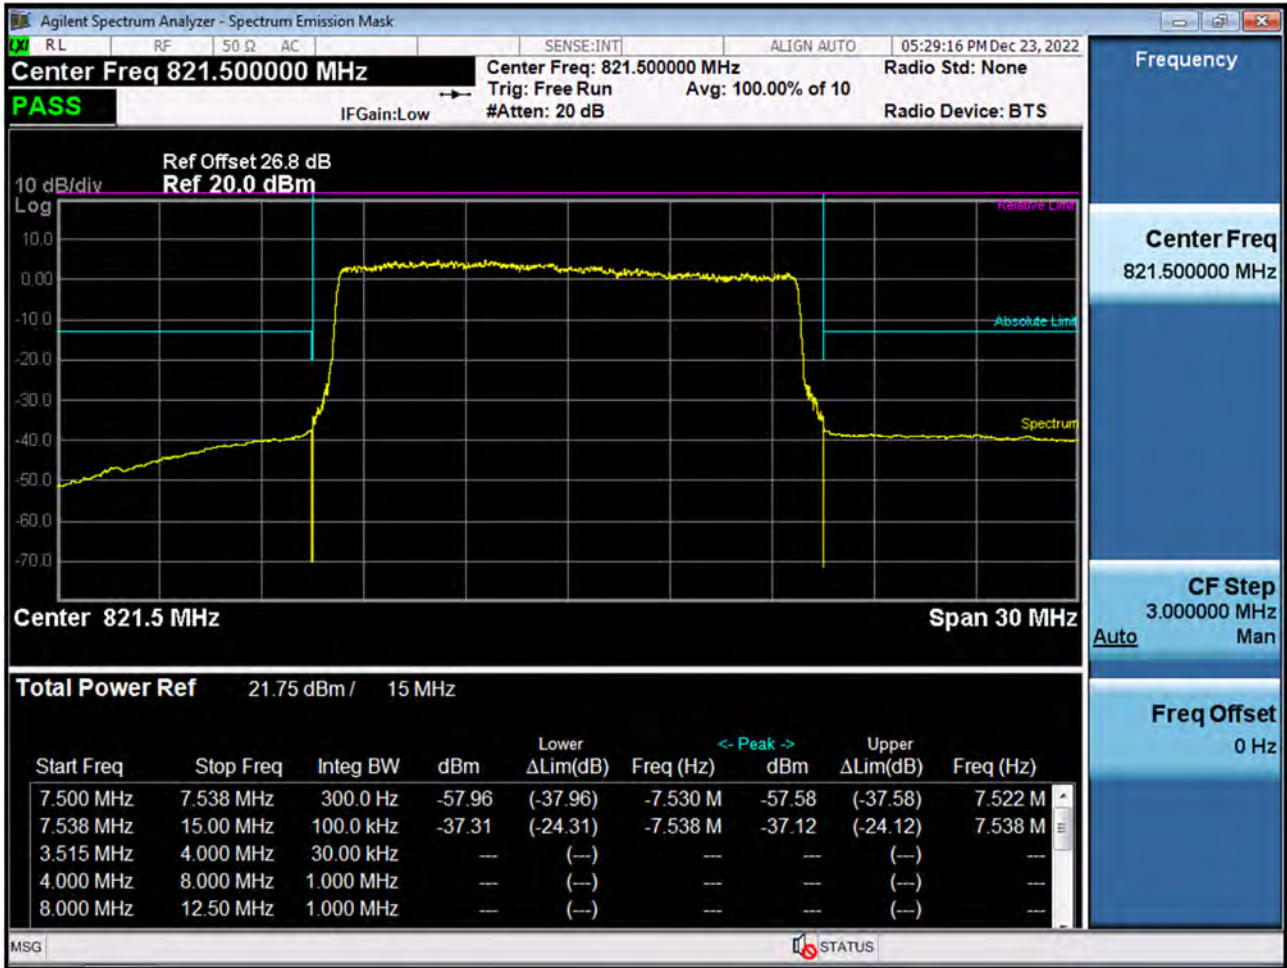 Agilent Spectrum Analyzer - Spectrum Emission Mask
LXI RL RF 50 Ω AC SENSE:INT ALIGN AUTO 05:29:16 PM Dec 23, 2022
Center Freq 821.500000 MHz
Center Freq: 821.500000 MHz Radio Std: None
Trig: Free Run Avg: 100.00% of 10
PASS IFGain:Low #Atten: 20 dB Radio Device: BTS
Ref Offset 26.8 dB
10 dB/div Ref 20.0 dBm
Log
Relative Limit
10.0
0.00
-10.0
Absolute Limit
-20.0
-30.0
Spectrum
-40.0
-50.0
-60.0
-70.0
Center 821.5 MHz Span 30 MHz
Total Power Ref 21.75 dBm / 15 MHz
Lower <- Peak -> Upper
Start Freq Stop Freq Integ BW dBm ΔLim(dB) Freq (Hz) dBm ΔLim(dB) Freq (Hz)
7.500 MHz 7.538 MHz 300.0 Hz -57.96 (-37.96) -7.530 M -57.58 (-37.58) 7.522 M
7.538 MHz 15.00 MHz 100.0 kHz -37.31 (-24.31) -7.538 M -37.12 (-24.12) 7.538 M
3.515 MHz 4.000 MHz 30.00 kHz --- (---) --- --- (---) ---
4.000 MHz 8.000 MHz 1.000 MHz --- (---) --- --- (---) ---
8.000 MHz 12.50 MHz 1.000 MHz --- (---) --- --- (---) ---
MSG STATUS
Frequency
Center Freq
821.500000 MHz
CF Step
3.000000 MHz
Auto Man
Freq Offset
0 Hz